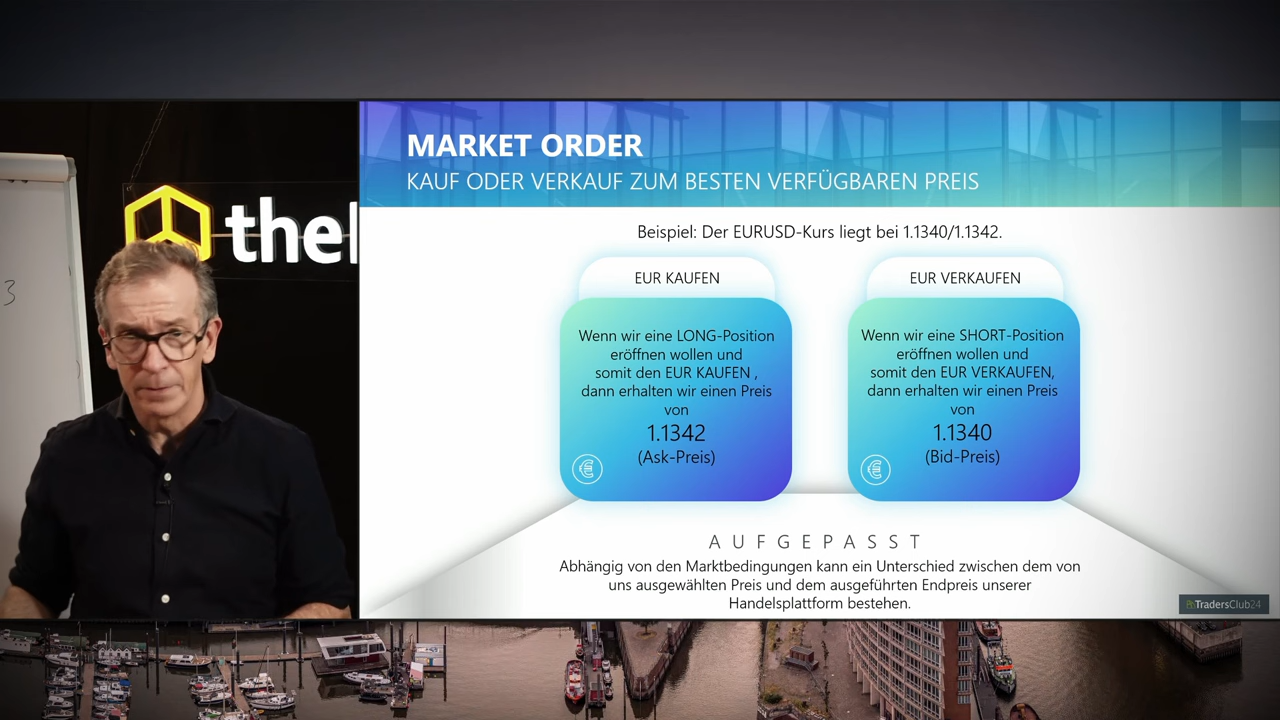 3
the
MARKET ORDER
KAUF ODER VERKAUF ZUM BESTEN VERFÜGBAREN PREIS
Beispiel: Der EURUSD-Kurs liegt bei 1.1340/1.1342.
EUR KAUFEN
Wenn wir eine LONG-Position
eröffnen wollen und
somit den EUR KAUFEN ,
dann erhalten wir einen Preis
von
1.1342
(Ask-Preis)
EUR VERKAUFEN
Wenn wir eine SHORT-Position
eröffnen wollen und
somit den EUR VERKAUFEN,
dann erhalten wir einen Preis
von
1.1340
(Bid-Preis)
AUFGEPASST
Abhängig von den Marktbedingungen kann ein Unterschied zwischen dem von
uns ausgewählten Preis und dem ausgeführten Endpreis unserer
Handelsplattform bestehen.
TradersClub24